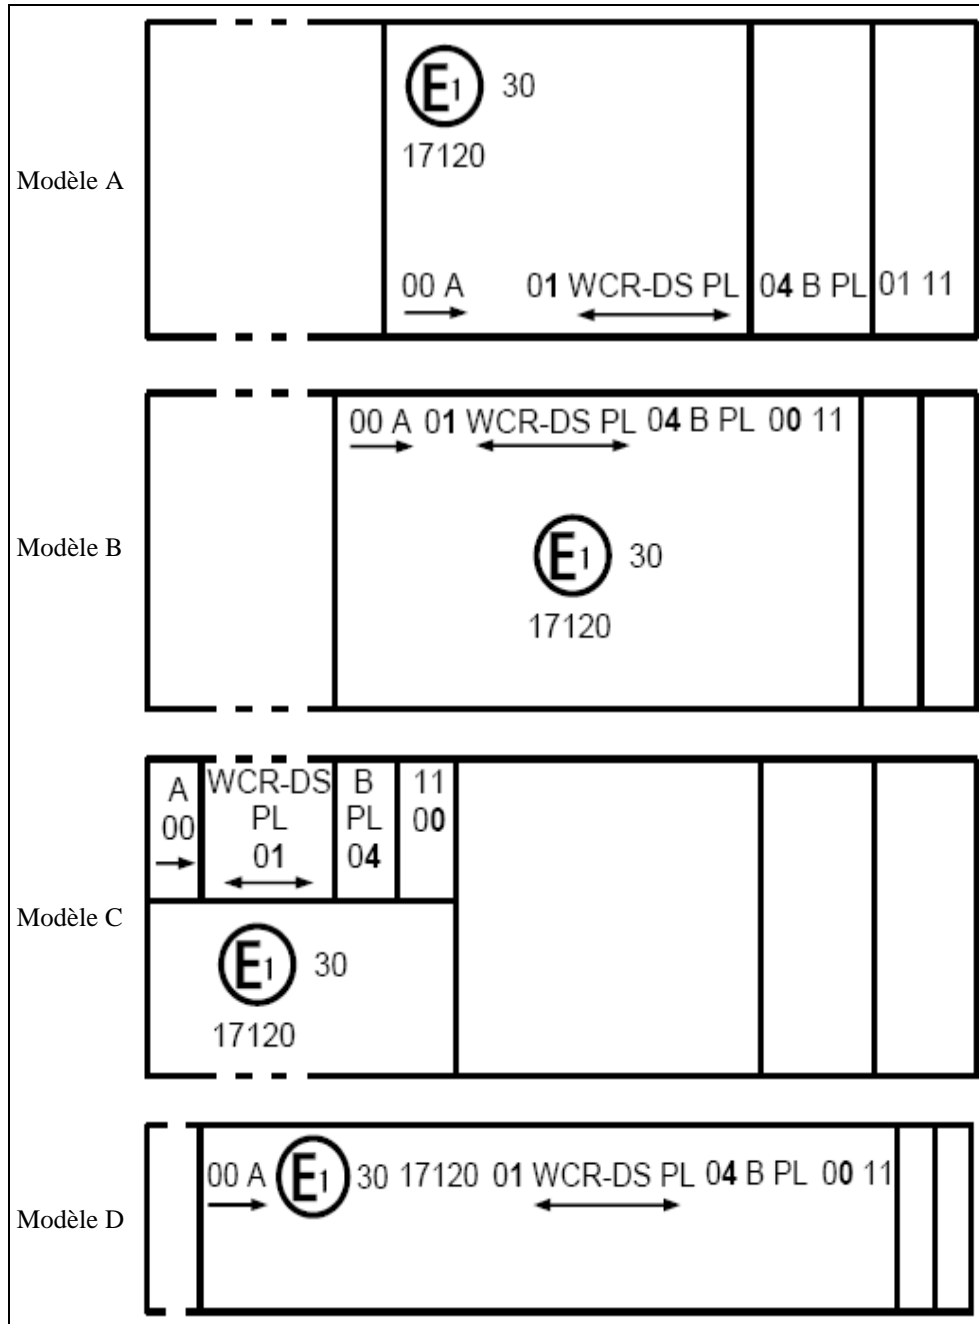 Modèle A
E1 30
17120
00 A 01 WCR-DS PL 04 B PL 01 11
Modèle B
00 A 01 WCR-DS PL 04 B PL 00 11
E1 30
17120
Modèle C
A WCR-DS B 11
00 PL PL 00
01 04
E1 30
17120
Modèle D
00 A E1 30 17120 01 WCR-DS PL 04 B PL 00 11